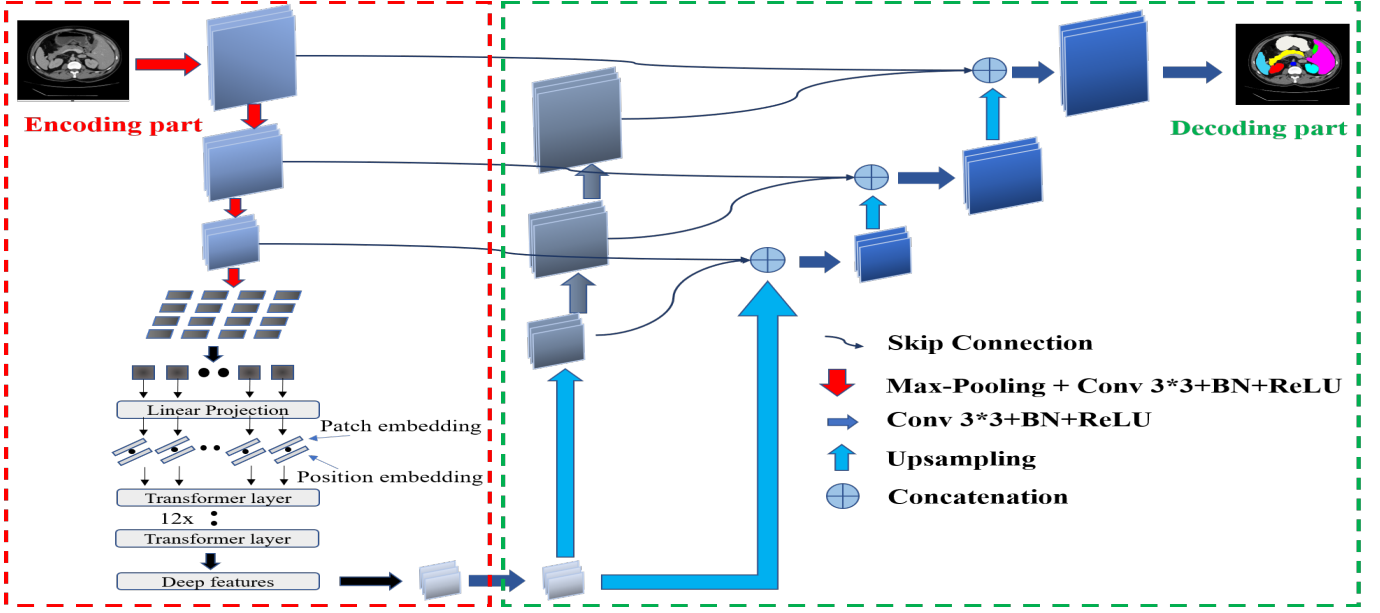 Encoding part
Decoding part
Linear Projection
Patch embedding
Position embedding
Transformer layer
12x
Transformer layer
Deep features
Skip Connection
Max-Pooling + Conv 3*3+BN+ReLU
Conv 3*3+BN+ReLU
Upsampling
Concatenation